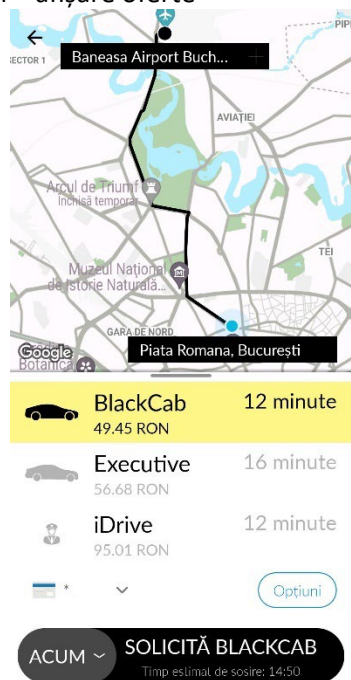 afișare oferte
SECTOR 1
Baneasa Airport Buch...
AVIAȚIEI
Arcul de Triumf
Închisă temporar
TEI
Muzeul Național
de Istorie Naturală...
GARA DE NORD
Google
Piata Romana, București
BlackCab
12 minute
49.45 RON
Executive
16 minute
56.68 RON
iDrive
12 minute
95.01 RON
*
Opțiuni
ACUM
SOLICITĂ BLACKCAB
Timp estimat de sosire: 14:50